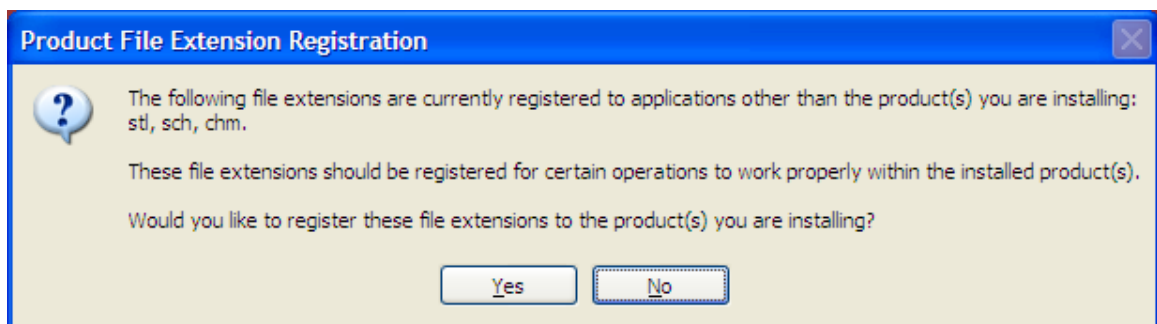 Product File Extension Registration
The following file extensions are currently registered to applications other than the product(s) you are installing:
stl, sch, chm.
These file extensions should be registered for certain operations to work properly within the installed product(s).
Would you like to register these file extensions to the product(s) you are installing?
Yes No